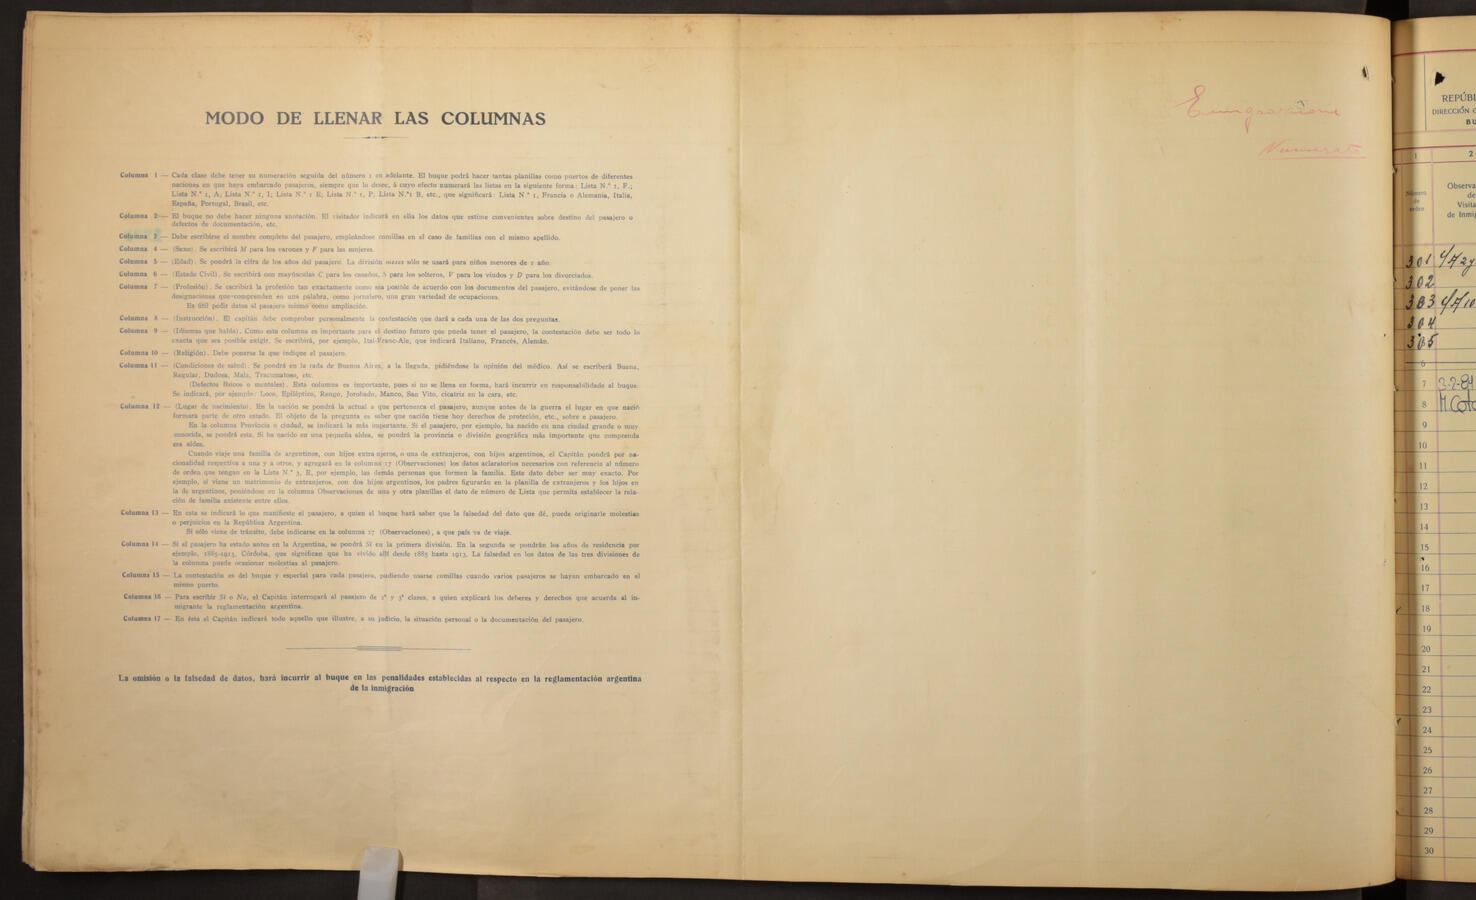 MODO DE LLENAR LAS COLUMNAS
Columna 1 — Cada clase debe tener su numeración seguida del número 1 en adelante. El buque podrá hacer tantas planillas como puertos de diferentes
naciones en que haya embarcado pasajeros, siempre que lo desee, á cuyo efecto numerará las listas en la siguiente forma: Lista N.º 1, F.;
Lista N.º 1, A; Lista N.º 1, I; Lista N.º 1 E; Lista N.º 1, P; Lista N.º1 B, etc., que significará: Lista N.º 1, Francia o Alemania, Italia,
España, Portugal, Brasil, etc.
Columna 2 — El buque no debe hacer ninguna anotación. El visitador indicará en ella los datos que estime convenientes sobre destino del pasajero o
defectos de documentación, etc.
Columna 3 — Debe escribirse el nombre completo del pasajero, empleándose comillas en el caso de familias con el mismo apellido.
Columna 4 — (Sexo). Se escribirá M para los varones y F para las mujeres.
Columna 5 — (Edad). Se pondrá la cifra de los años del pasajero. La división meses sólo se usará para niños menores de 1 año.
Columna 6 — (Estado Civil). Se escribirá con mayúsculas C para los casados, S para los solteros, V para los viudos y D para los divorciados.
Columna 7 — (Profesión). Se escribirá la profesión tan exactamente como sea posible de acuerdo con los documentos del pasajero, evitándose de poner las
designaciones que comprenden en una palabra, como jornalero, una gran variedad de ocupaciones.
Es útil pedir datos al pasajero mismo como ampliación.
Columna 8 — (Instrucción). El capitán debe comprobar personalmente la contestación que dará a cada una de las dos preguntas.
Columna 9 — (Idiomas que habla). Como esta columna es importante para el destino futuro que pueda tener el pasajero, la contestación debe ser todo lo
exacta que sea posible exigir. Se escribirá, por ejemplo, Ital-Franc-Ale, que indicará Italiano, Francés, Alemán.
Columna 10 — (Religión). Debe ponerse la que indique el pasajero.
Columna 11 — (Condiciones de salud). Se pondrá en la rada de Buenos Aires, a la llegada, pidiéndose la opinión del médico. Así se escribirá Buena,
Regular, Dudosa, Mala, Tracomatoso, etc.
(Defectos físicos o mentales). Esta columna es importante, pues si no se llena en forma, hará incurrir en responsabilidade al buque.
Se indicará, por ejemplo: Loco, Epiléptico, Rengo, Jorobado, Manco, San Vito, cicatriz en la cara, etc.
Columna 12 — (Lugar de nacimiento). En la nación se pondrá la actual a que pertenezca el pasajero, aunque antes de la guerra el lugar en que nació
formara parte de otro estado. El objeto de la pregunta es saber que nación tiene hoy derechos de proteción, etc., sobre e pasajero.
En la columna Provincia o ciudad, se indicará la más importante. Si el pasajero, por ejemplo, ha nacido en una ciudad grande o muy
conocida, se pondrá esta. Si ha nacido en una pequeña aldea, se pondrá la provincia o división geográfica más importante que comprenda
esa aldea.
Cuando viaje una familia de argentinos, con hijos extranjeros, o una de extranjeros, con hijos argentinos, el Capitán pondrá por na-
cionalidad respectiva a una y a otros, y agregará en la columna 17 (Observaciones) los datos aclaratorios necesarios con referencia al número
de orden que tengan en la Lista N.º 3, E, por ejemplo, las demás personas que formen la familia. Este dato deber ser muy exacto. Por
ejemplo, si viene un matrimonio de extranjeros, con dos hijos argentinos, los padres figurarán en la planilla de extranjeros y los hijos en
la de argentinos, poniéndose en la columna Observaciones de una y otra planillas el dato de número de Lista que permita establecer la rela-
ción de familia existente entre ellos.
Columna 13 — En esta se indicará lo que manifieste el pasajero, a quien el buque hará saber que la falsedad del dato que dé, puede originarle molestias
o perjuicios en la República Argentina.
Si sólo viene de tránsito, debe indicarse en la columna 17 (Observaciones), a que país va de viaje.
Columna 14 — Si el pasajero ha estado antes en la Argentina, se pondrá Sí en la primera división. En la segunda se pondrán los años de residencia por
ejemplo, 1885-1913, Córdoba, que significan que ha vivido allí desde 1885 hasta 1913. La falsedad en los datos de las tres divisiones de
la columna puede ocasionar molestias al pasajero.
Columna 15 — La contestación es del buque y especial para cada pasajero, pudiendo usarse comillas cuando varios pasajeros se hayan embarcado en el
mismo puerto.
Columna 16 — Para escribir Sí o No, el Capitán interrogará al pasajero de 2ª y 3ª clases, a quien explicará los deberes y derechos que acuerda al in-
migrante la reglamentación argentina.
Columna 17 — En ésta el Capitán indicará todo aquello que illustre, a su judicio, la situación personal o la documentación del pasajero.
La omisión o la falsedad de datos, hará incurrir al buque en las penalidades establecidas al respecto en la reglamentación argentina
de la inmigración
Emigrazione
REPÚBL
DIRECCIÓN
BU
1 2
Número
de
orden
Observa
de
Visita
de Inmig
301
302
303
304
305
6
7 3-2-81
8
9
10
11
12
13
14
15
16
17
18
19
20
21
22
23
24
25
26
27
28
29
30